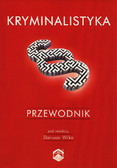 KRYMINALISTYKA
PRZEWODNIK
pod redakcją
Dariusza Wilka